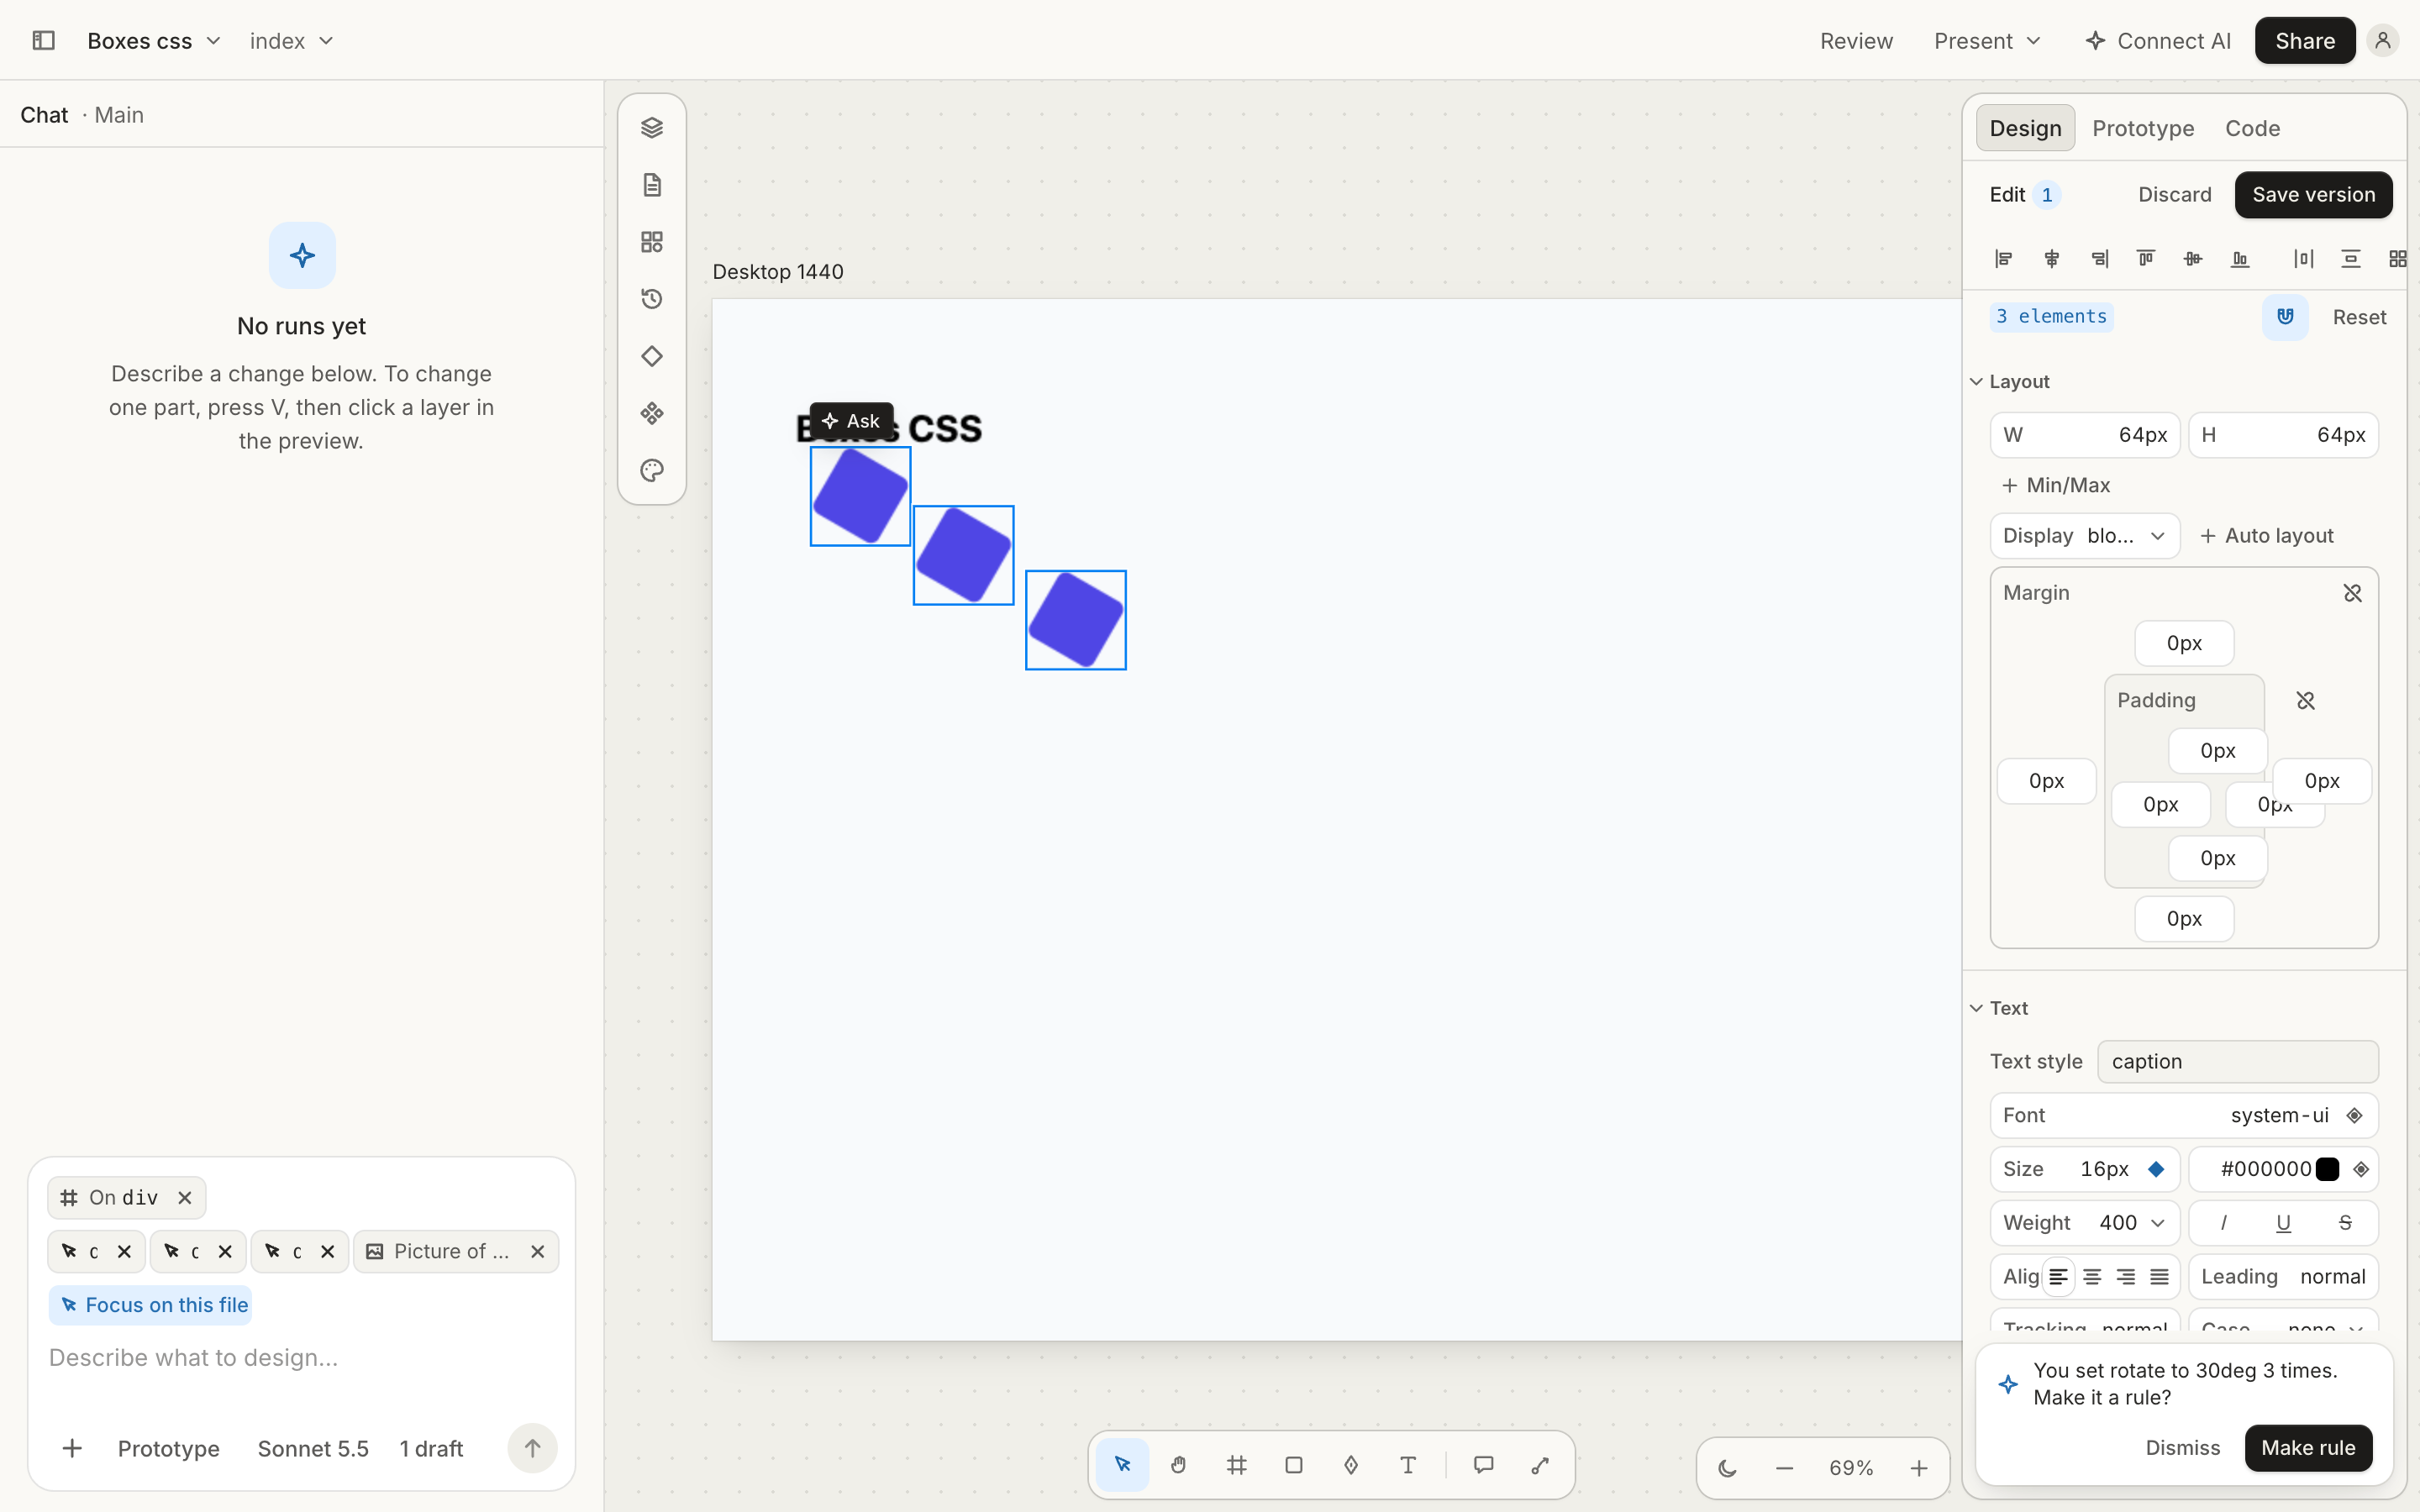 Boxes css
index
Review
Present
Connect AI
Share
Chat · Main
No runs yet
Describe a change below. To change
one part, press V, then click a layer in
the preview.
On div
c
c
c
Picture of ...
Focus on this file
Describe what to design...
Prototype
Sonnet 5.5
1 draft
Desktop 1440
Ask
CSS
69%
Design
Prototype
Code
Edit 1
Discard
Save version
3 elements
Reset
Layout
W 64px
H 64px
Min/Max
Display blo...
Auto layout
Margin
0px
Padding
0px
0px
0px
0px
0px
0px
0px
Text
Text style caption
Font system-ui
Size 16px
#000000
Weight 400
I U S
Alig
Leading normal
Tracking normal
Case none
You set rotate to 30deg 3 times.
Make it a rule?
Dismiss
Make rule